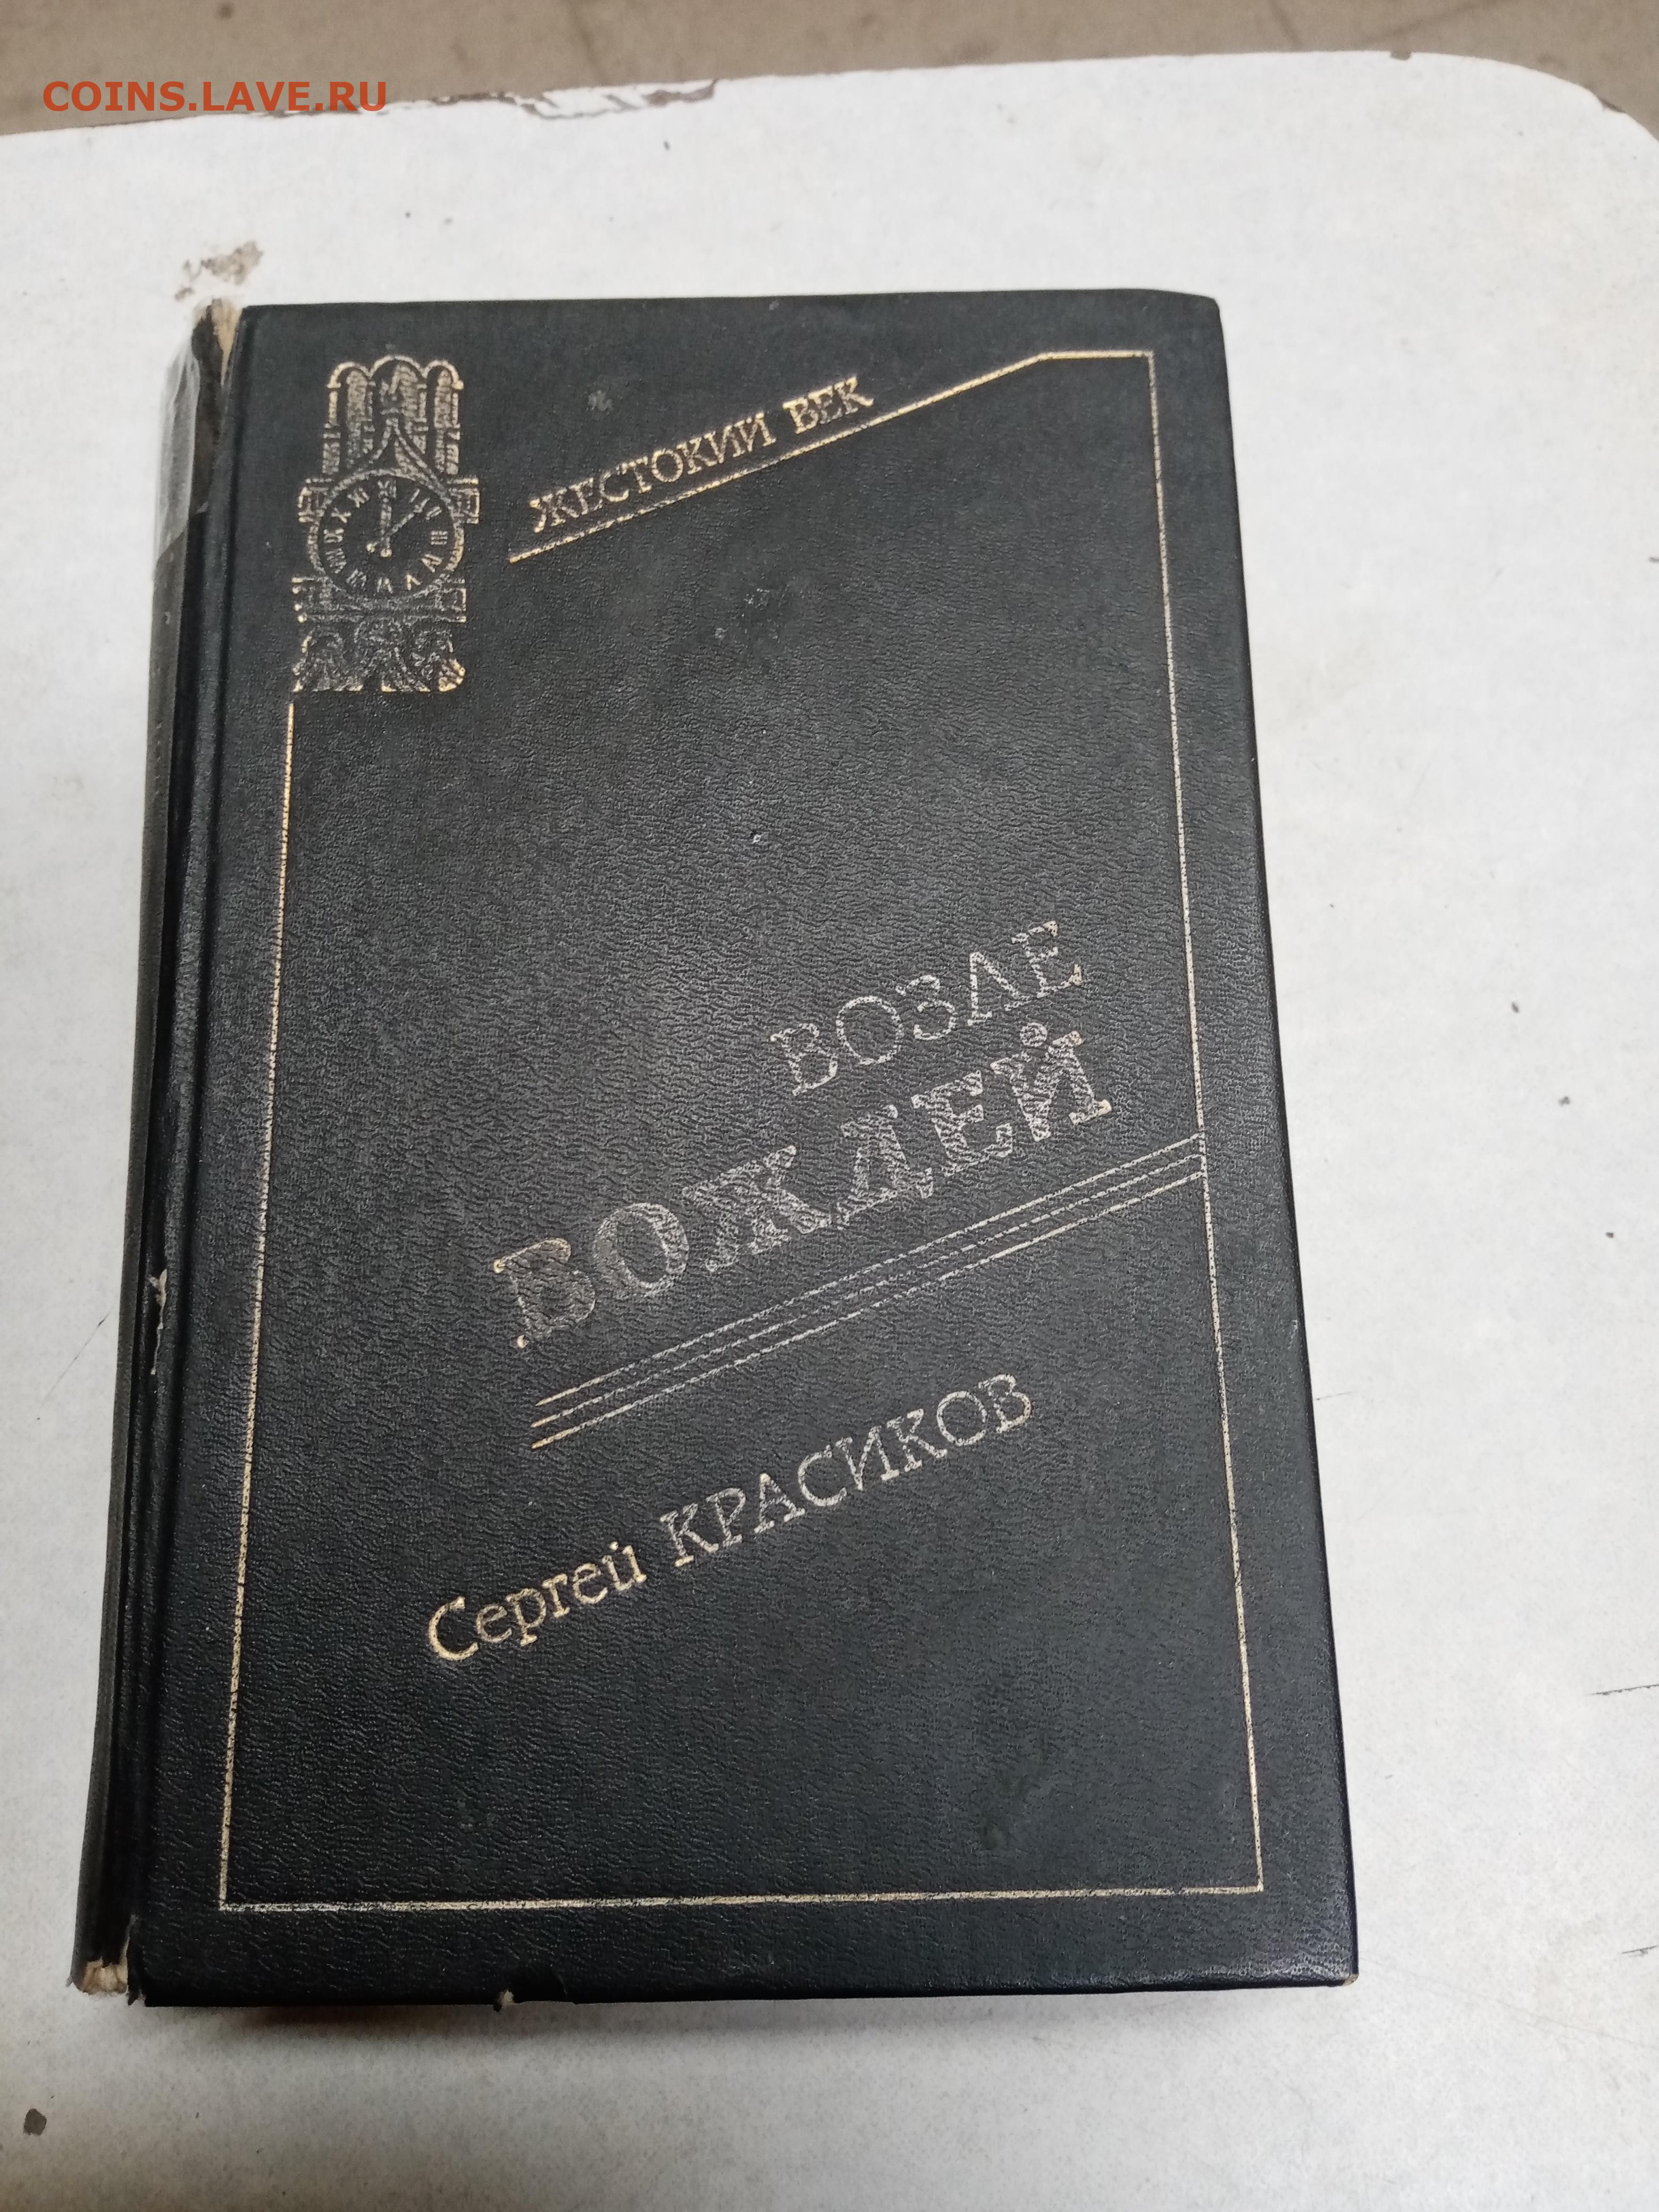 COINS.LAVE.RU
ЖЕСТОКИЙ ВЕК
ВОЗЛЕ
ВОЖДЕЙ
Сергей КРАСИКОВ